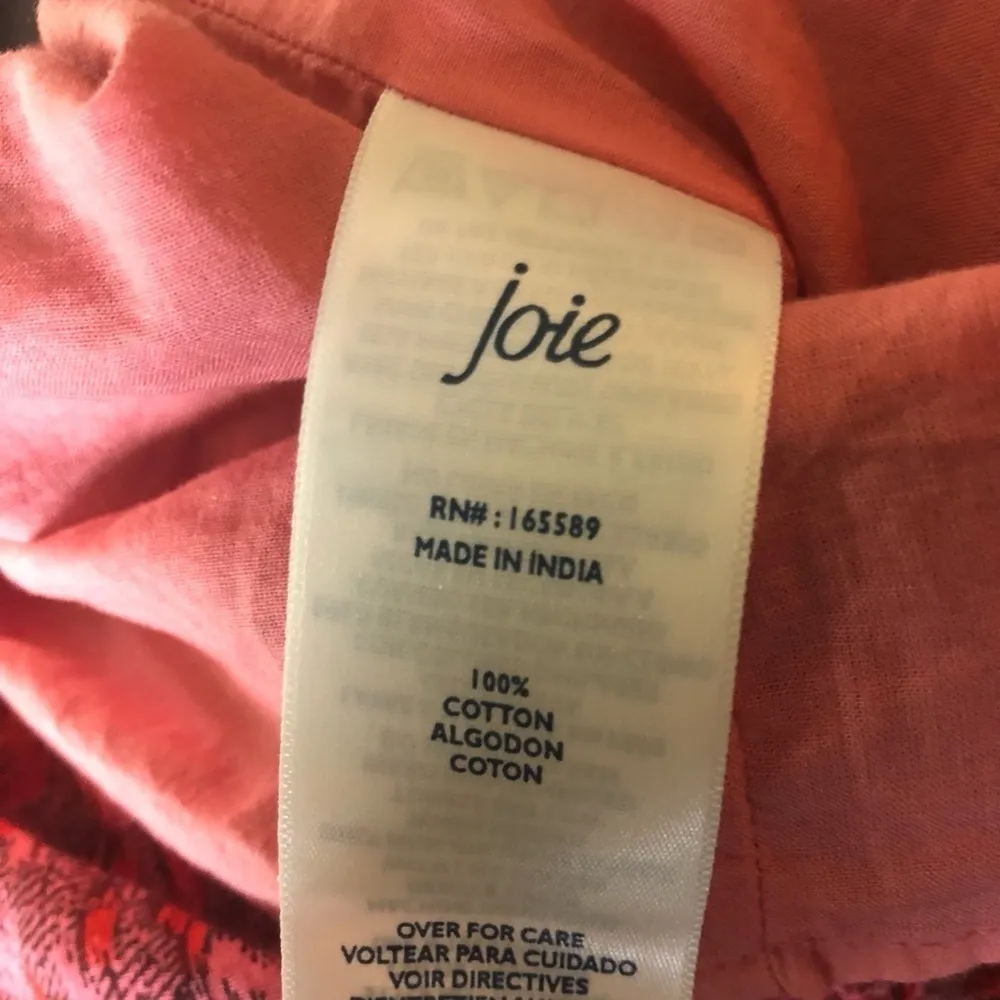 joie
RN# : 165589
MADE IN INDIA
100%
COTTON
ALGODON
COTON
OVER FOR CARE
VOLTEAR PARA CUIDADO
VOIR DIRECTIVES